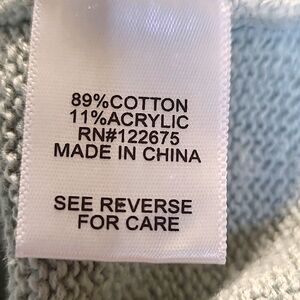 89%COTTON
11%ACRYLIC
RN#122675
MADE IN CHINA
SEE REVERSE
FOR CARE